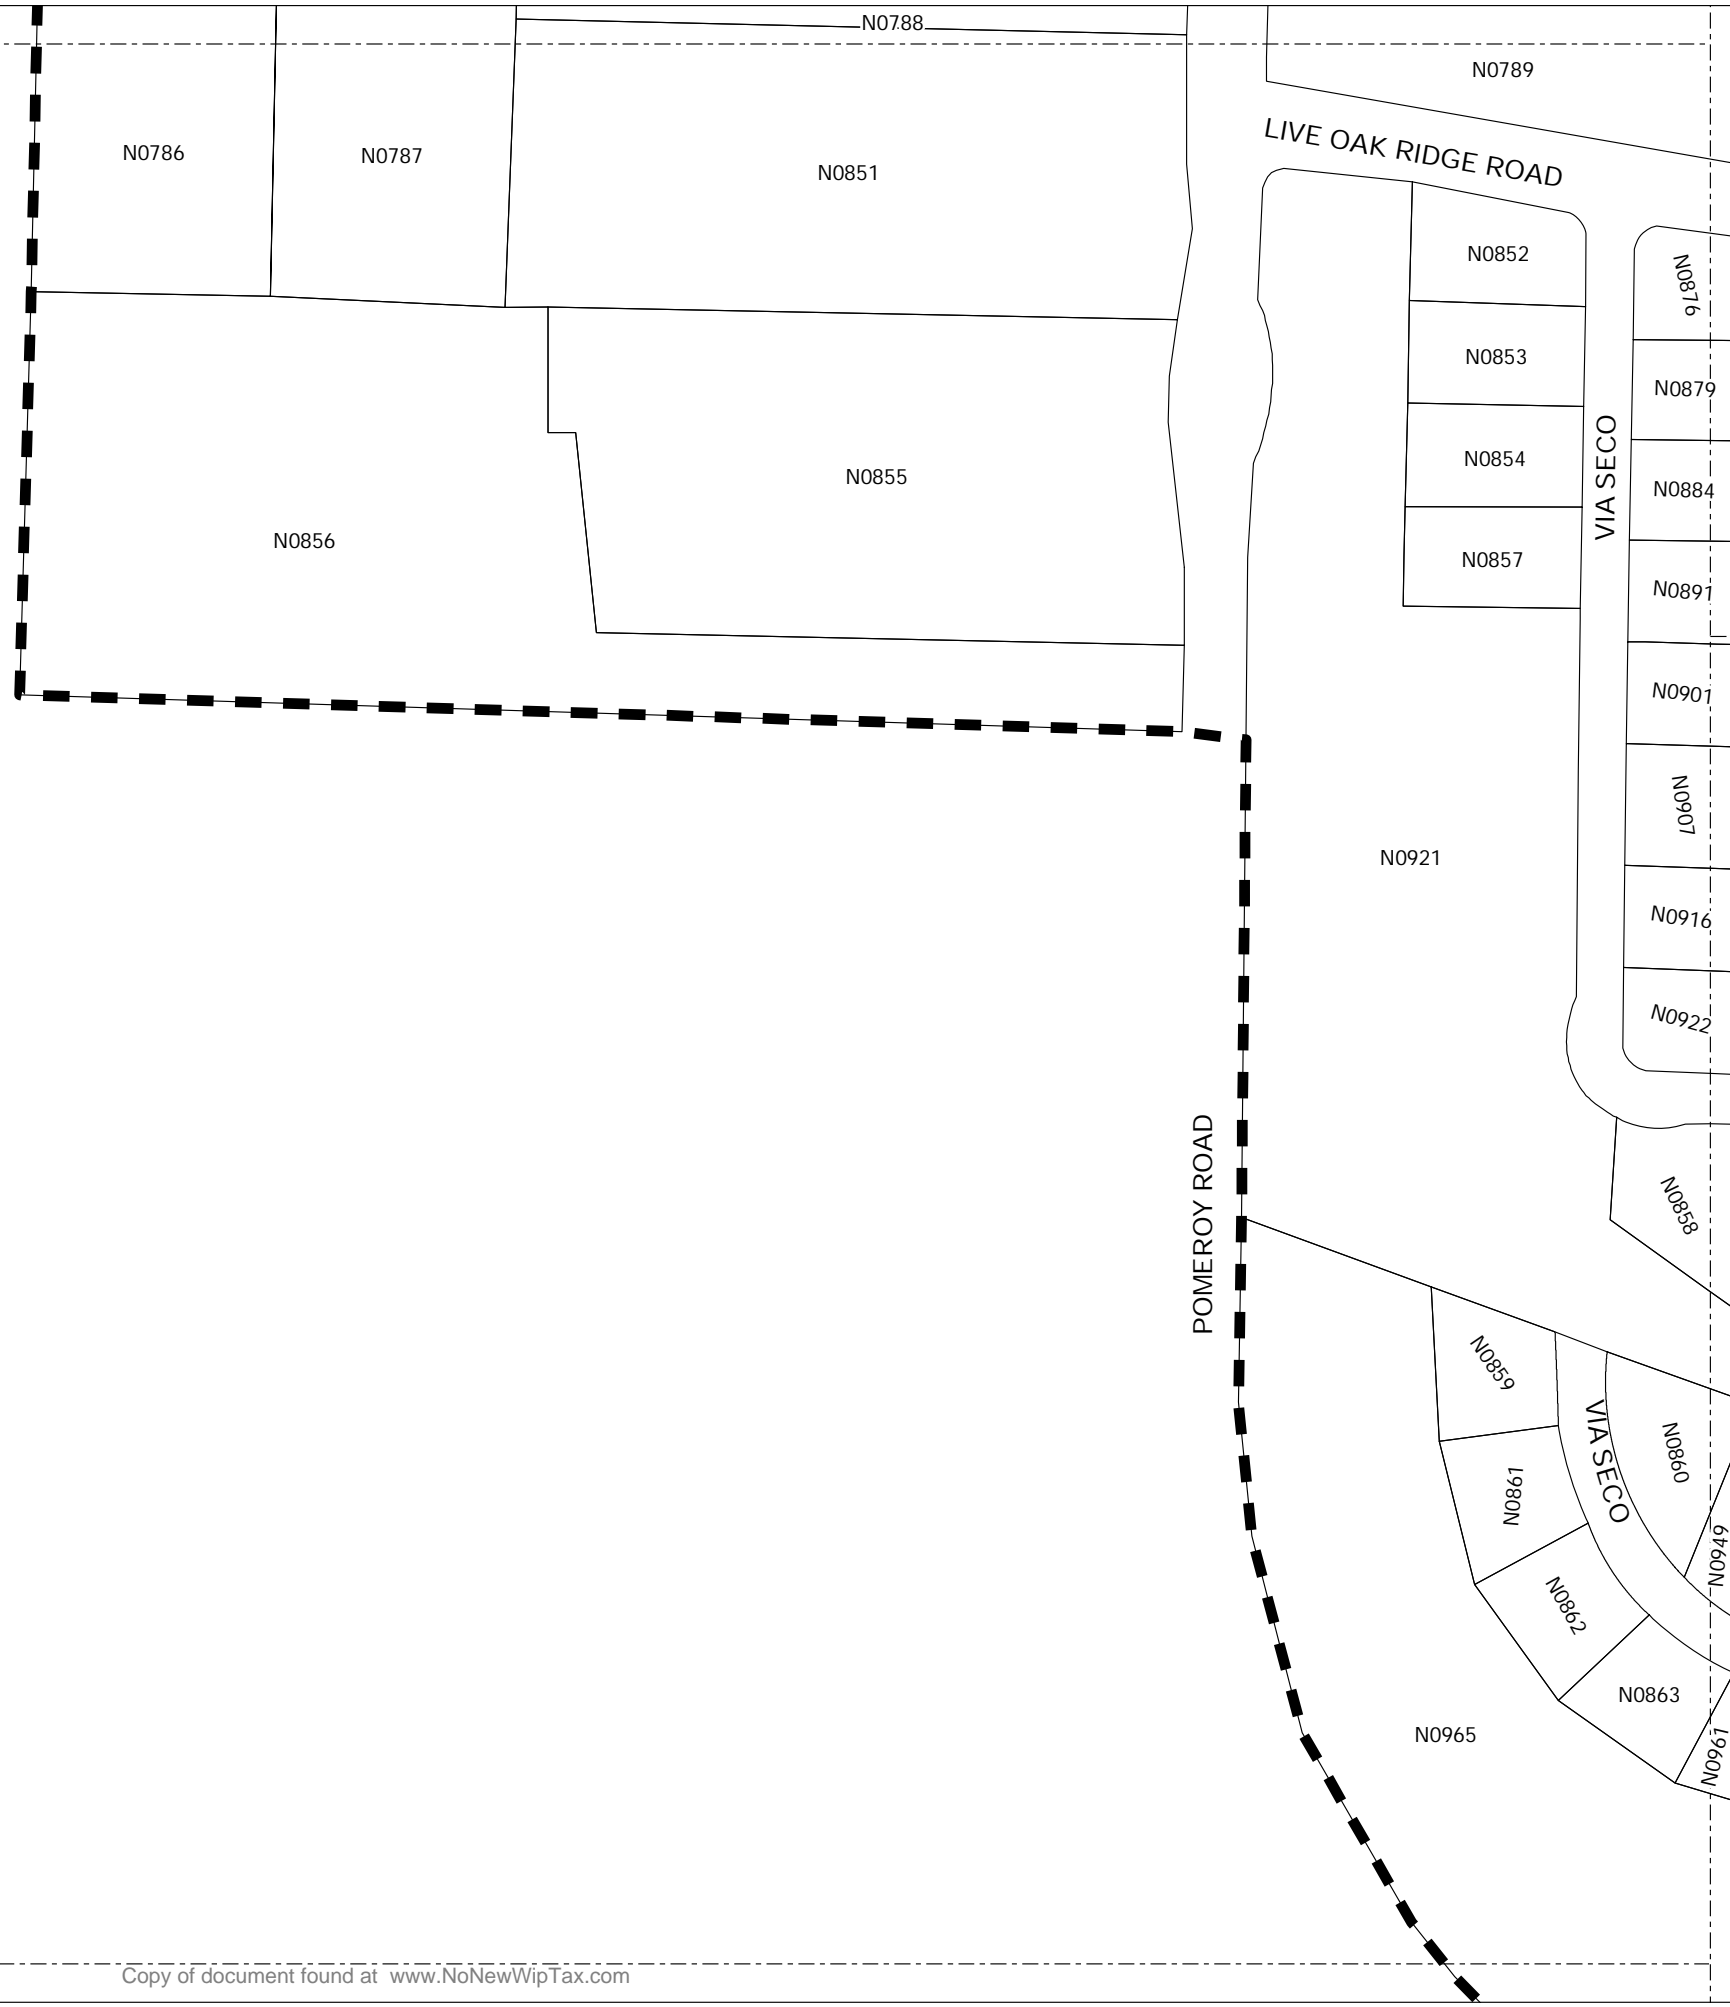 N0788
N0789
LIVE OAK RIDGE ROAD
N0786
N0787
N0851
N0852
N0876
N0853
N0879
VIA SECO
N0854
N0884
N0855
N0856
N0857
N0891
N0901
N0907
N0921
N0916
N0922
POMEROY ROAD
N0858
N0859
N0860
VIA SECO
N0861
N0949
N0862
N0863
N0965
N0961
Copy of document found at www.NoNewWipTax.com